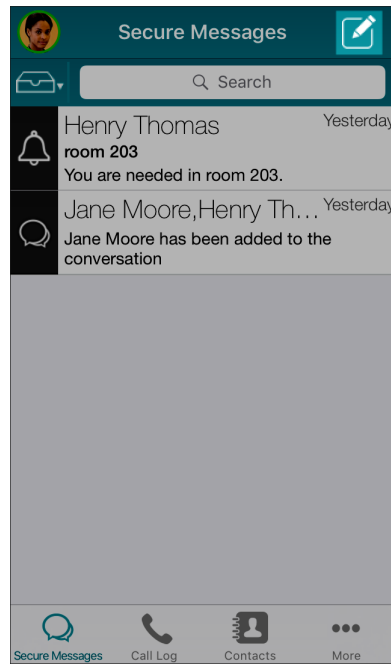 Secure Messages
Search
Henry Thomas Yesterday
room 203
You are needed in room 203.
Jane Moore,Henry Th... Yesterday
Jane Moore has been added to the
conversation
Secure Messages Call Log Contacts More